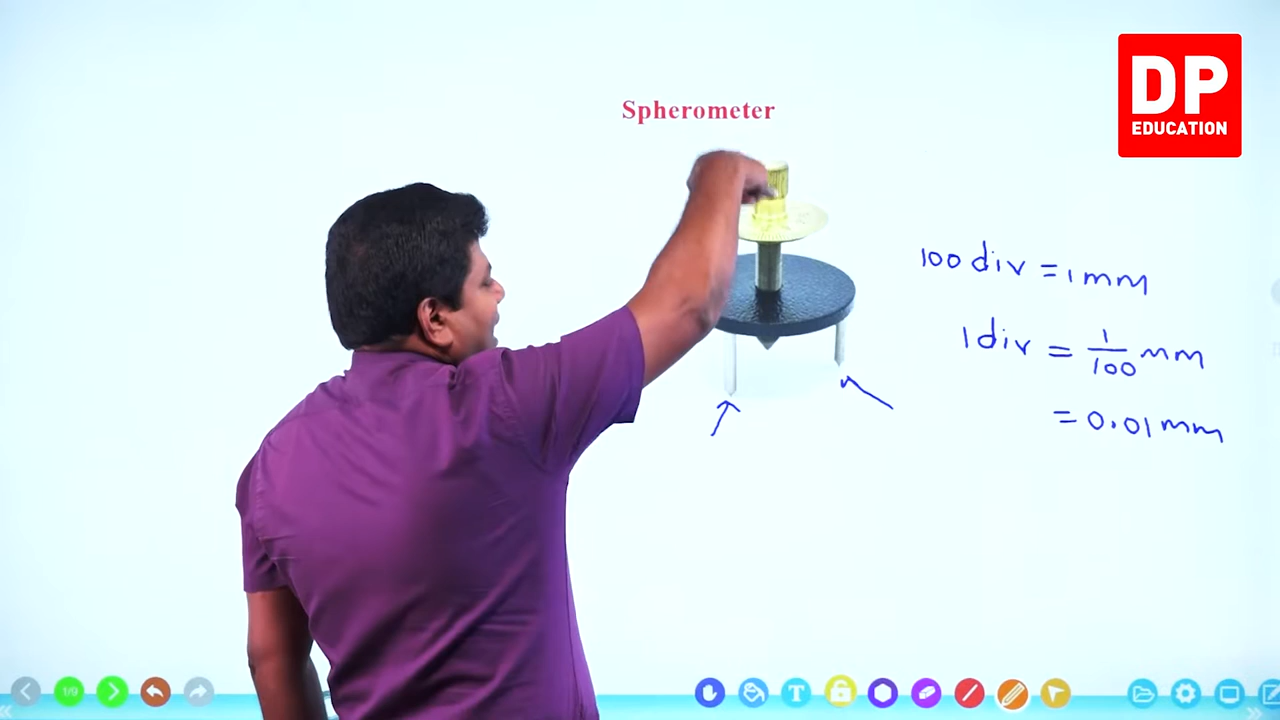 DP
EDUCATION
Spherometer
100 div = 1 mm
1 div = 1/100 mm
= 0.01 mm
1/9
T